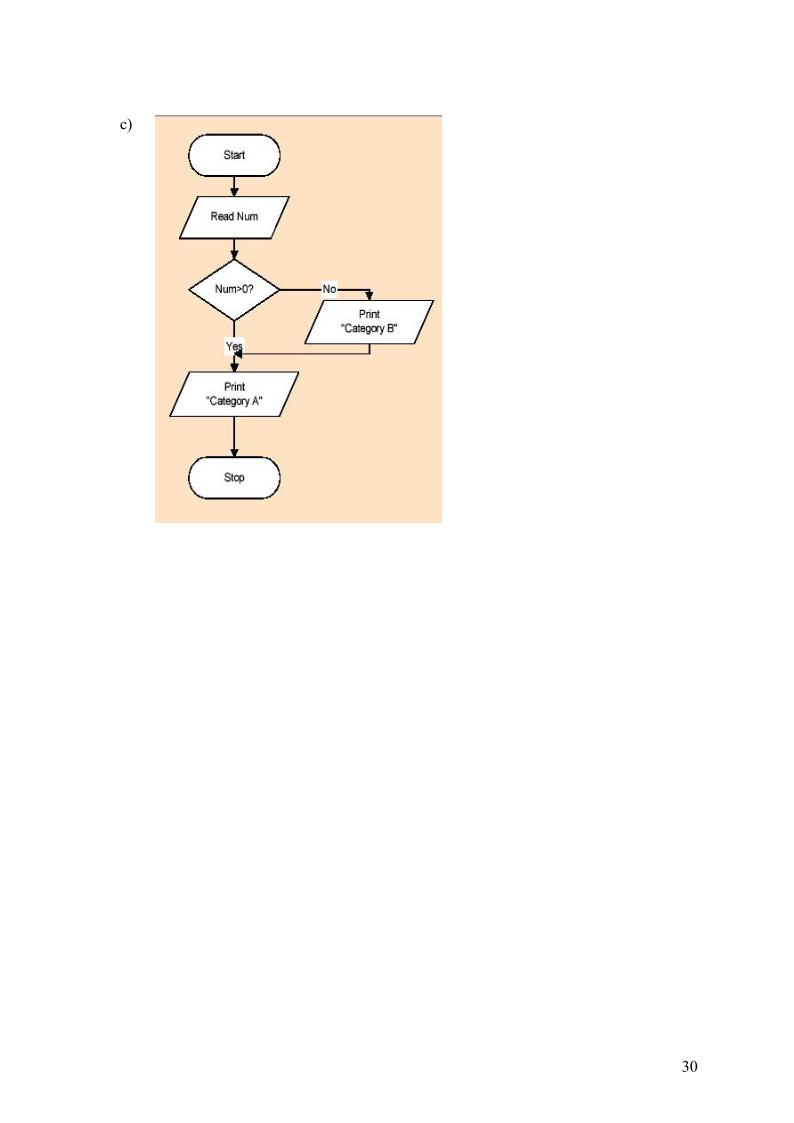 c)
Start
Read Num
Num>0?
No
Print
"Category B"
Yes
Print
"Category A"
Stop
30